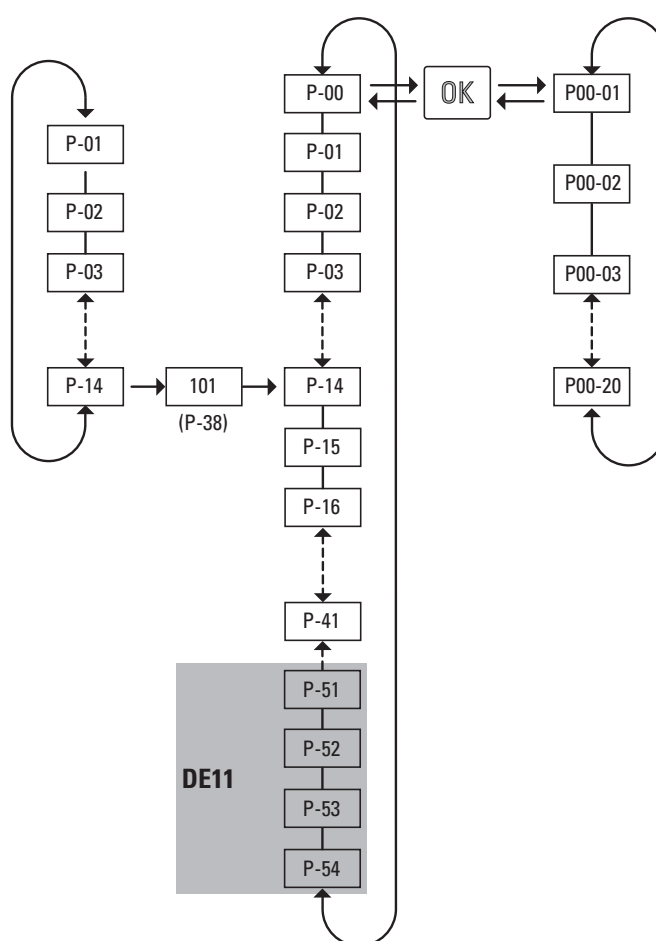 P-01
P-02
P-03
P-14
101
(P-38)
P-00
P-01
P-02
P-03
P-14
P-15
P-16
P-41
P-51
P-52
P-53
P-54
DE11
OK
P00-01
P00-02
P00-03
P00-20